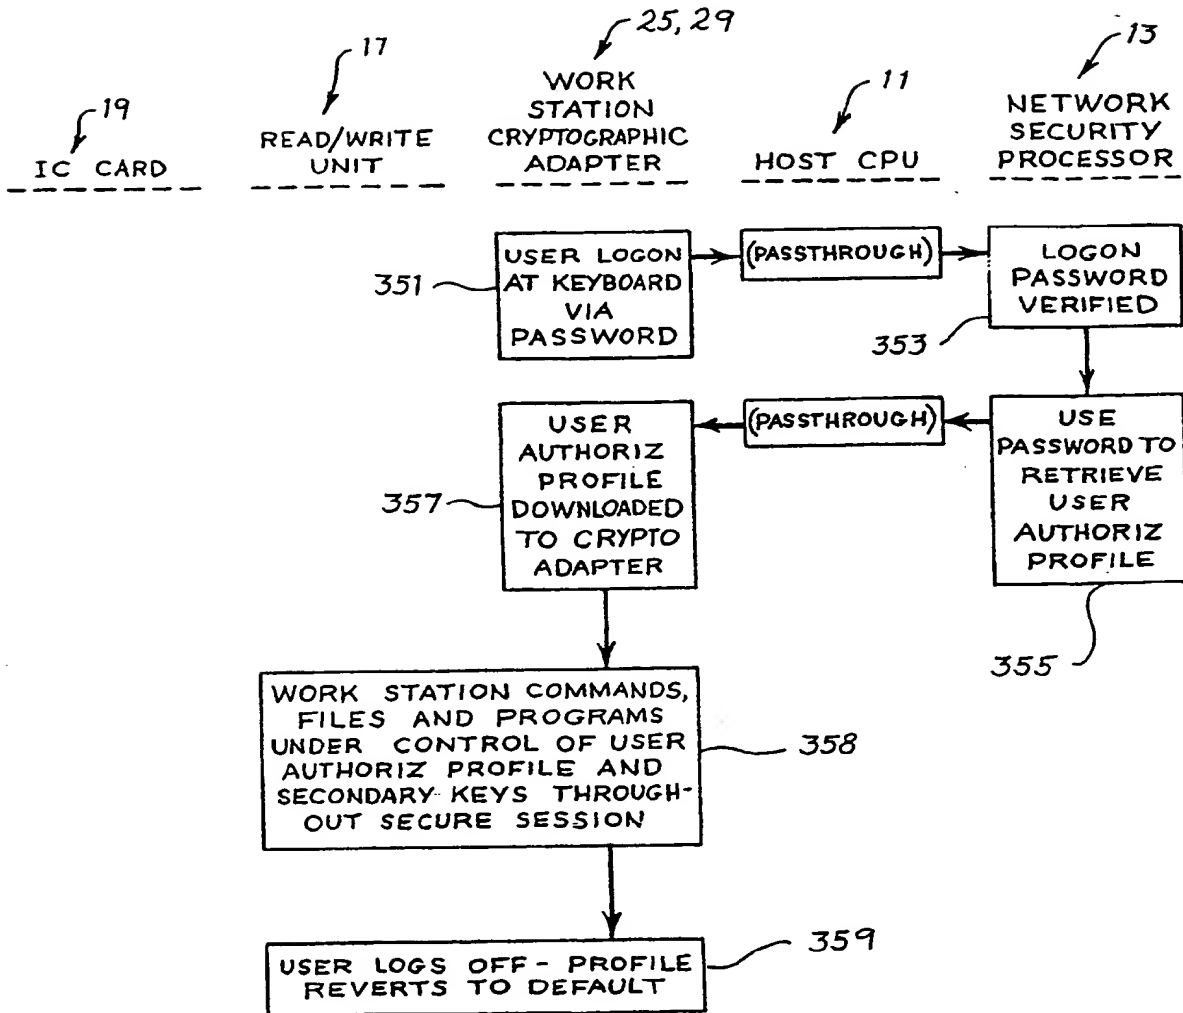 19
IC CARD
17
READ/WRITE
UNIT
25, 29
WORK
STATION
CRYPTOGRAPHIC
ADAPTER
11
HOST CPU
13
NETWORK
SECURITY
PROCESSOR
351
USER LOGON
AT KEYBOARD
VIA
PASSWORD
(PASSTHROUGH)
LOGON
PASSWORD
VERIFIED
353
USE
PASSWORD TO
RETRIEVE
USER
AUTHORIZ
PROFILE
355
(PASSTHROUGH)
357
USER
AUTHORIZ
PROFILE
DOWNLOADED
TO CRYPTO
ADAPTER
WORK STATION COMMANDS,
FILES AND PROGRAMS
UNDER CONTROL OF USER
AUTHORIZ PROFILE AND
SECONDARY KEYS THROUGH-
OUT SECURE SESSION
358
USER LOGS OFF - PROFILE
REVERTS TO DEFAULT
359